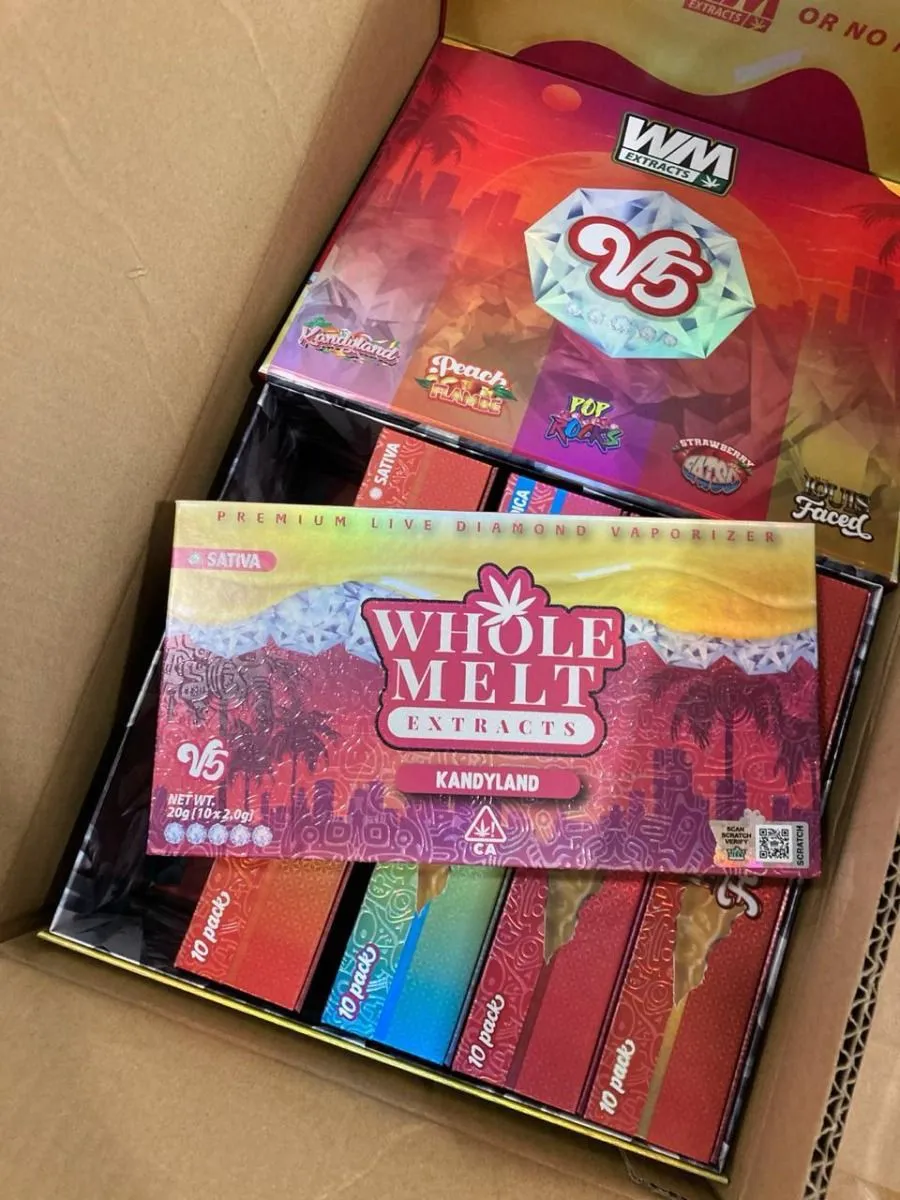 EXTRACTS
OR NO
WM
EXTRACTS
V5
Kandyland
Peach
FLAMBE
POP
ROCKS
STRAWBERRY
GATOR
LOUIS
Faced
SATIVA
PREMIUM LIVE DIAMOND VAPORIZER
SATIVA
WHOLE
MELT
EXTRACTS
KANDYLAND
V5
NET WT.
20g [10 x 2.0g]
CA
SCAN
SCRATCH
VERIFY
SCRATCH
10 pack
10 pack
10 pack
10 pack